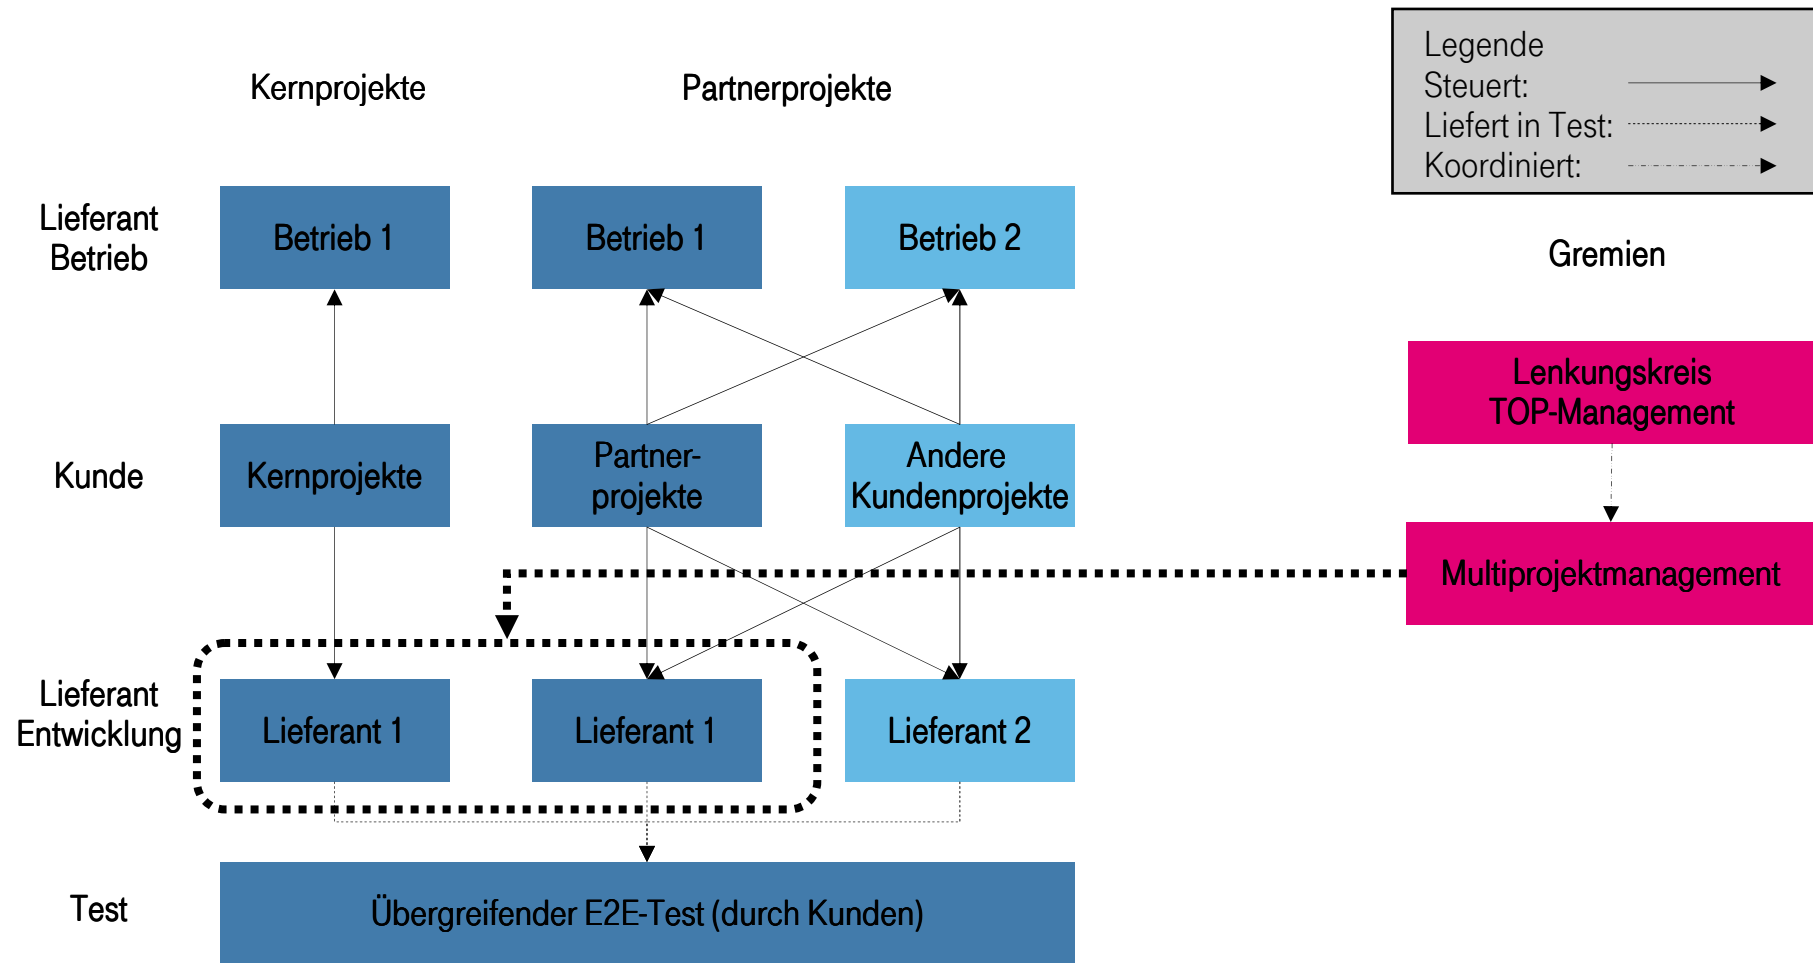 Legende
Steuert:
Liefert in Test:
Koordiniert:
Kernprojekte
Partnerprojekte
Lieferant
Betrieb
Betrieb 1
Betrieb 1
Betrieb 2
Gremien
Lenkungskreis
TOP-Management
Kunde
Kernprojekte
Partner-
projekte
Andere
Kundenprojekte
Multiprojektmanagement
Lieferant
Entwicklung
Lieferant 1
Lieferant 1
Lieferant 2
Test
Übergreifender E2E-Test (durch Kunden)